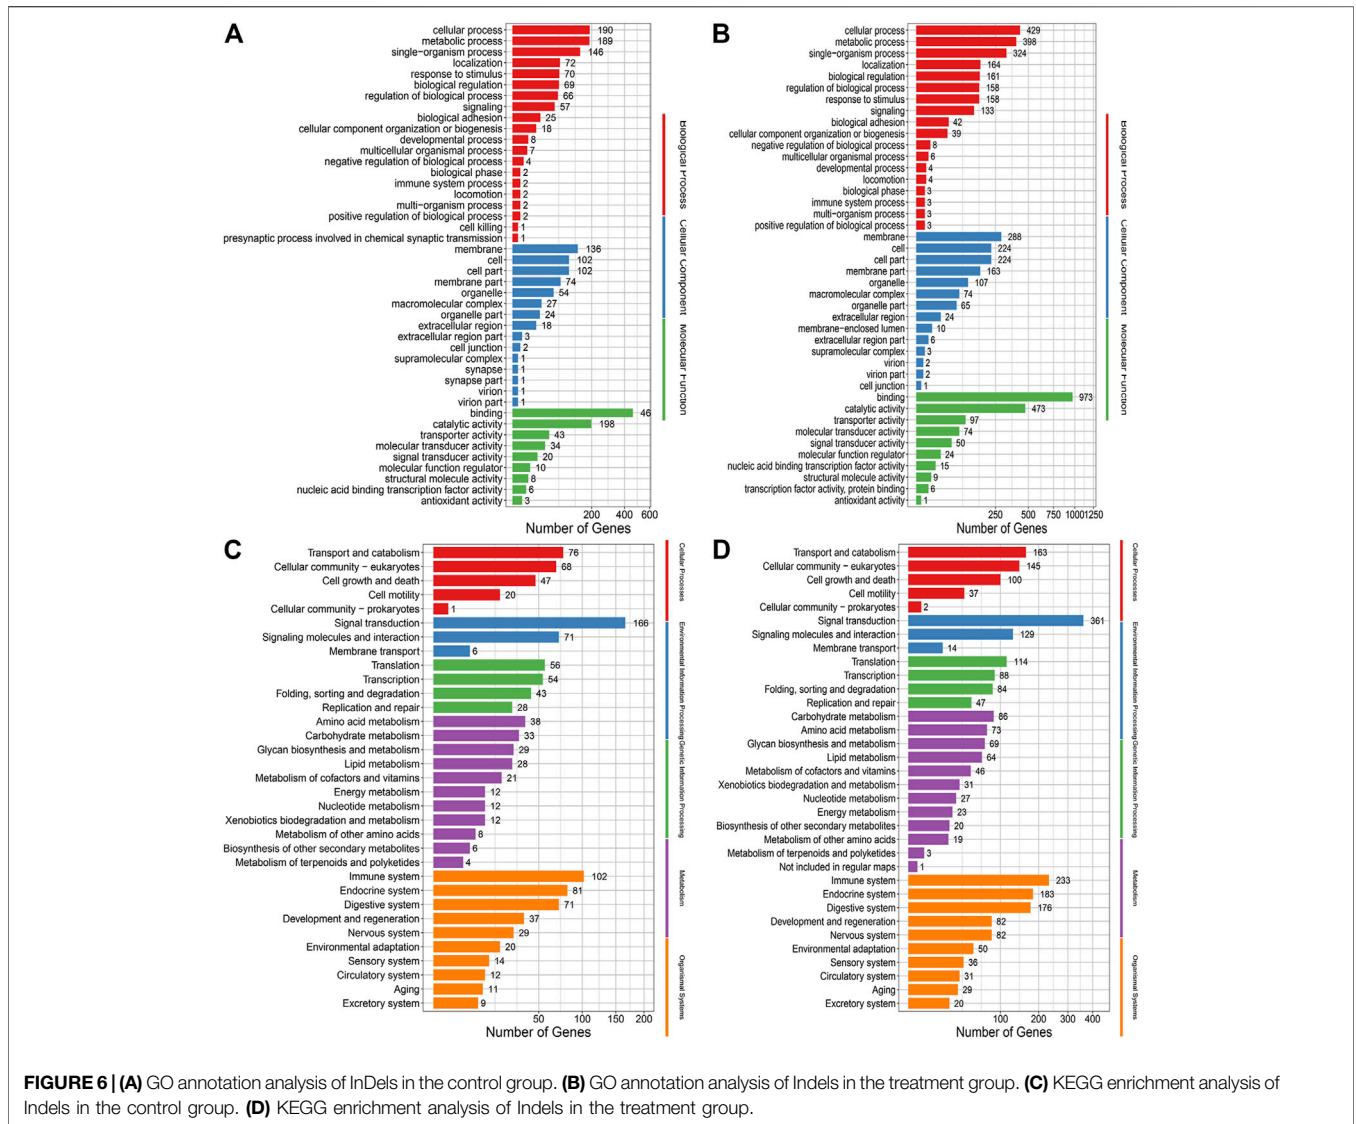 A
cellular process 190
metabolic process 189
single-organism process 146
localization 72
response to stimulus 70
biological regulation 69
regulation of biological process 66
signaling 57
biological adhesion 25
cellular component organization or biogenesis 18
developmental process 8
multicellular organismal process 7
negative regulation of biological process 4
biological phase 2
immune system process 2
locomotion 2
multi-organism process 2
positive regulation of biological process 2
cell killing 1
presynaptic process involved in chemical synaptic transmission 1
membrane 136
cell 102
cell part 102
membrane part 74
organelle 54
macromolecular complex 27
organelle part 24
extracellular region 18
extracellular region part 3
cell junction 2
supramolecular complex 1
synapse 1
synapse part 1
virion 1
virion part 1
binding 46
catalytic activity 198
transporter activity 43
molecular transducer activity 34
signal transducer activity 20
molecular function regulator 10
structural molecule activity 8
nucleic acid binding transcription factor activity 6
antioxidant activity 3
200 400 600
Number of Genes
Biological Process
Cellular Component
Molecular Function
B
cellular process 429
metabolic process 398
single-organism process 324
localization 164
biological regulation 161
regulation of biological process 158
response to stimulus 158
signaling 133
biological adhesion 42
cellular component organization or biogenesis 39
negative regulation of biological process 8
multicellular organismal process 6
developmental process 4
locomotion 4
biological phase 3
immune system process 3
multi-organism process 3
positive regulation of biological process 3
membrane 288
cell 224
cell part 224
membrane part 163
organelle 107
macromolecular complex 74
organelle part 65
extracellular region 24
membrane-enclosed lumen 10
extracellular region part 6
supramolecular complex 3
virion 2
virion part 2
cell junction 1
binding 973
catalytic activity 473
transporter activity 97
molecular transducer activity 74
signal transducer activity 50
molecular function regulator 24
nucleic acid binding transcription factor activity 15
structural molecule activity 9
transcription factor activity, protein binding 6
antioxidant activity 1
250 500 750 1000 1250
Number of Genes
Biological Process
Cellular Component
Molecular Function
C
Transport and catabolism 76
Cellular community - eukaryotes 68
Cell growth and death 47
Cell motility 20
Cellular community - prokaryotes 1
Signal transduction 166
Signaling molecules and interaction 71
Membrane transport 6
Translation 56
Transcription 54
Folding, sorting and degradation 43
Replication and repair 28
Amino acid metabolism 38
Carbohydrate metabolism 33
Glycan biosynthesis and metabolism 29
Lipid metabolism 28
Metabolism of cofactors and vitamins 21
Energy metabolism 12
Nucleotide metabolism 12
Xenobiotics biodegradation and metabolism 12
Metabolism of other amino acids 8
Biosynthesis of other secondary metabolites 6
Metabolism of terpenoids and polyketides 4
Immune system 102
Endocrine system 81
Digestive system 71
Development and regeneration 37
Nervous system 29
Environmental adaptation 20
Sensory system 14
Circulatory system 12
Aging 11
Excretory system 9
50 100 150 200
Number of Genes
Cellular Processes
Environmental Information Processing
Genetic Information Processing
Metabolism
Organismal Systems
D
Transport and catabolism 163
Cellular community - eukaryotes 145
Cell growth and death 100
Cell motility 37
Cellular community - prokaryotes 2
Signal transduction 361
Signaling molecules and interaction 129
Membrane transport 14
Translation 114
Transcription 88
Folding, sorting and degradation 84
Replication and repair 47
Carbohydrate metabolism 86
Amino acid metabolism 73
Glycan biosynthesis and metabolism 69
Lipid metabolism 64
Metabolism of cofactors and vitamins 46
Xenobiotics biodegradation and metabolism 31
Nucleotide metabolism 27
Energy metabolism 23
Biosynthesis of other secondary metabolites 20
Metabolism of other amino acids 19
Metabolism of terpenoids and polyketides 3
Not included in regular maps 1
Immune system 233
Endocrine system 183
Digestive system 176
Development and regeneration 82
Nervous system 82
Environmental adaptation 50
Sensory system 36
Circulatory system 31
Aging 29
Excretory system 20
100 200 300 400
Number of Genes
Cellular Processes
Environmental Information Processing
Genetic Information Processing
Metabolism
Organismal Systems
FIGURE 6 | (A) GO annotation analysis of InDels in the control group. (B) GO annotation analysis of Indels in the treatment group. (C) KEGG enrichment analysis of
Indels in the control group. (D) KEGG enrichment analysis of Indels in the treatment group.